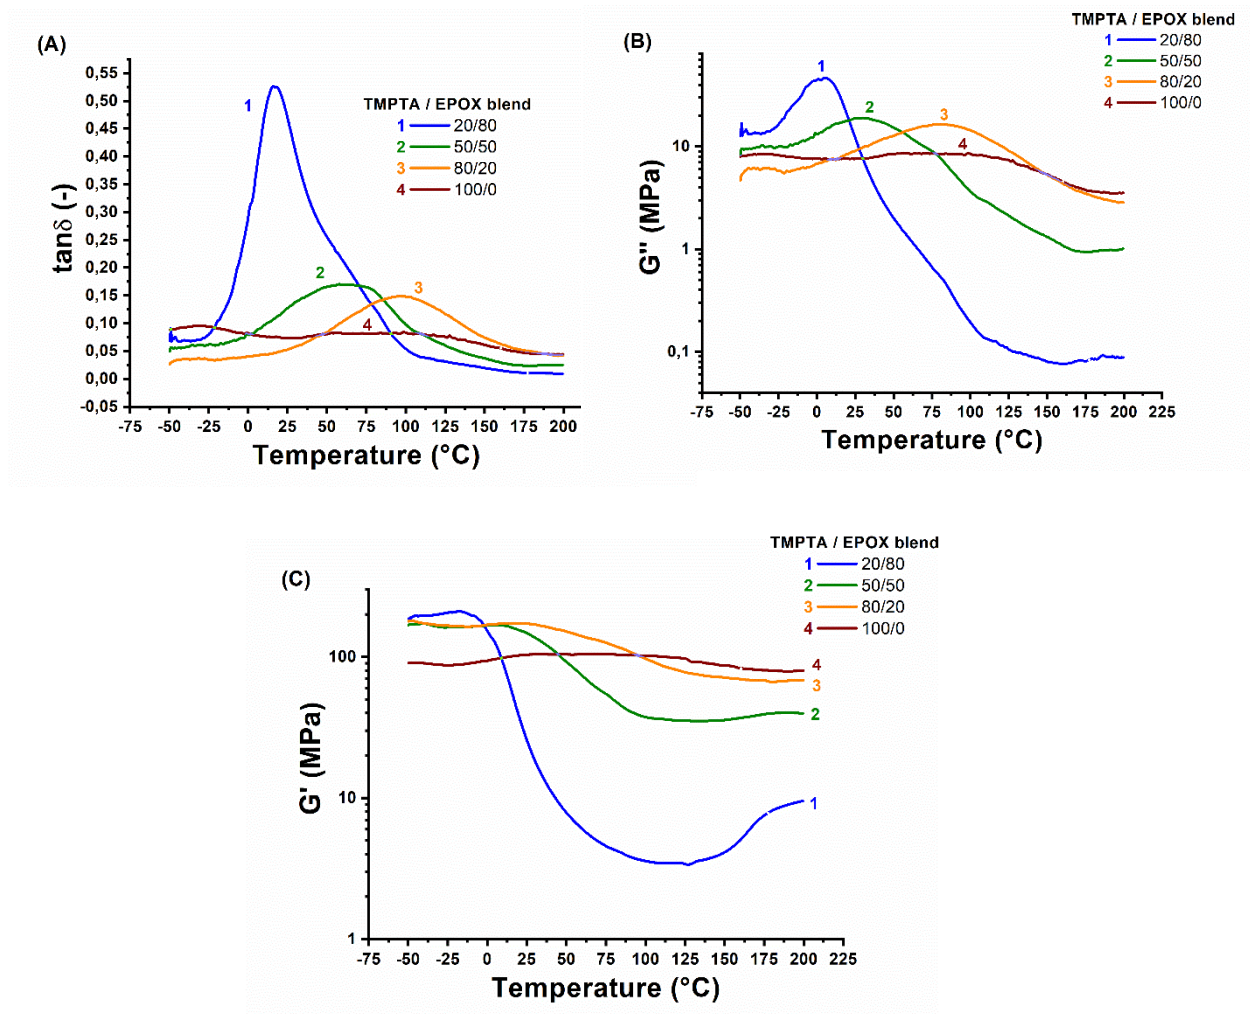 (A)
TMPTA / EPOX blend
1 20/80
2 50/50
3 80/20
4 100/0
1
2
3
4
0,55
0,50
0,45
0,40
0,35
0,30
0,25
0,20
0,15
0,10
0,05
0,00
-0,05
tanδ (-)
-75 -50 -25 0 25 50 75 100 125 150 175 200
Temperature (°C)
(B)
TMPTA / EPOX blend
1 20/80
2 50/50
3 80/20
4 100/0
1
2
3
4
10
1
0,1
G'' (MPa)
-75 -50 -25 0 25 50 75 100 125 150 175 200 225
Temperature (°C)
(C)
TMPTA / EPOX blend
1 20/80
2 50/50
3 80/20
4 100/0
4
3
2
1
100
10
1
G' (MPa)
-75 -50 -25 0 25 50 75 100 125 150 175 200 225
Temperature (°C)